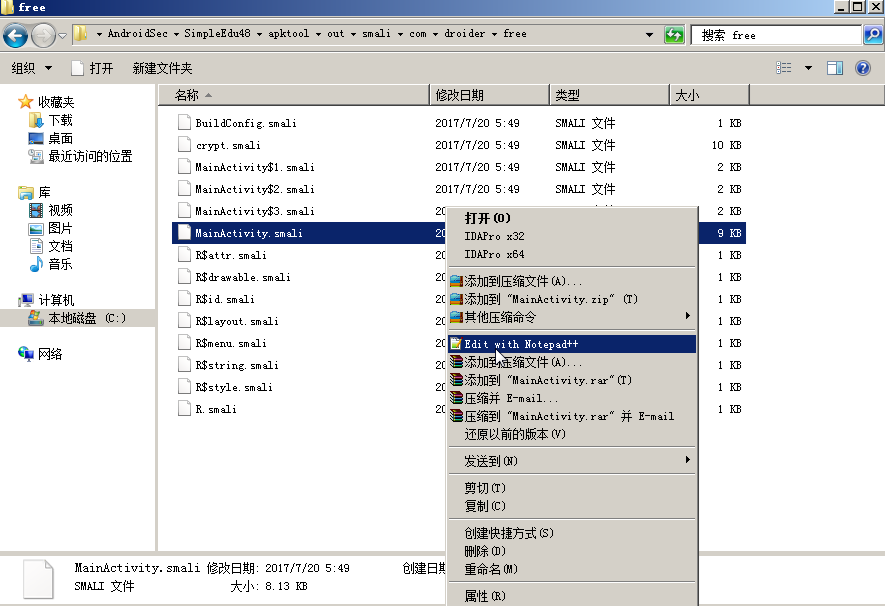 free
AndroidSec SimpleEdu48 apktool out smali com droider free
搜索 free
组织 打开 新建文件夹
名称 修改日期 类型 大小
收藏夹
下载
桌面
最近访问的位置
库
视频
图片
文档
音乐
计算机
本地磁盘 (C:)
网络
BuildConfig.smali 2017/7/20 5:49 SMALI 文件 1 KB
crypt.smali 2017/7/20 5:49 SMALI 文件 10 KB
MainActivity$1.smali 2017/7/20 5:49 SMALI 文件 2 KB
MainActivity$2.smali 2017/7/20 5:49 SMALI 文件 2 KB
MainActivity$3.smali 20 2 KB
MainActivity.smali 20 9 KB
R$attr.smali 20 1 KB
R$drawable.smali 20 1 KB
R$id.smali 20 1 KB
R$layout.smali 20 1 KB
R$menu.smali 20 1 KB
R$string.smali 20 1 KB
R$style.smali 20 1 KB
R.smali 20 1 KB
打开(O)
IDAPro x32
IDAPro x64
添加到压缩文件(A)...
添加到 "MainActivity.zip" (T)
其他压缩命令
Edit with Notepad++
添加到压缩文件(A)...
添加到 "MainActivity.rar"(T)
压缩并 E-mail...
压缩到 "MainActivity.rar" 并 E-mail
还原以前的版本(V)
发送到(N)
剪切(T)
复制(C)
创建快捷方式(S)
删除(D)
重命名(M)
属性(R)
MainActivity.smali 修改日期: 2017/7/20 5:49 创建日期
SMALI 文件 大小: 8.13 KB